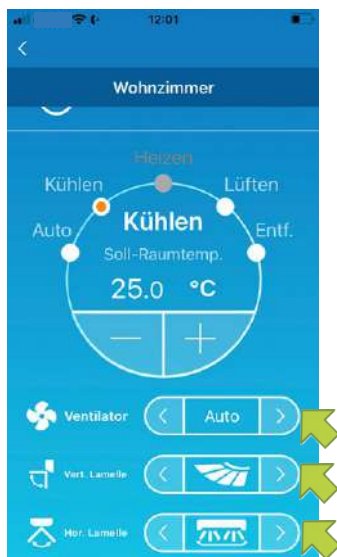 12:01
Wohnzimmer
Heizen
Kühlen
Lüften
Auto
Kühlen
Entf.
Soll-Raumtemp.
25.0 °C
Ventilator
Auto
Vert. Lamelle
Hor. Lamelle